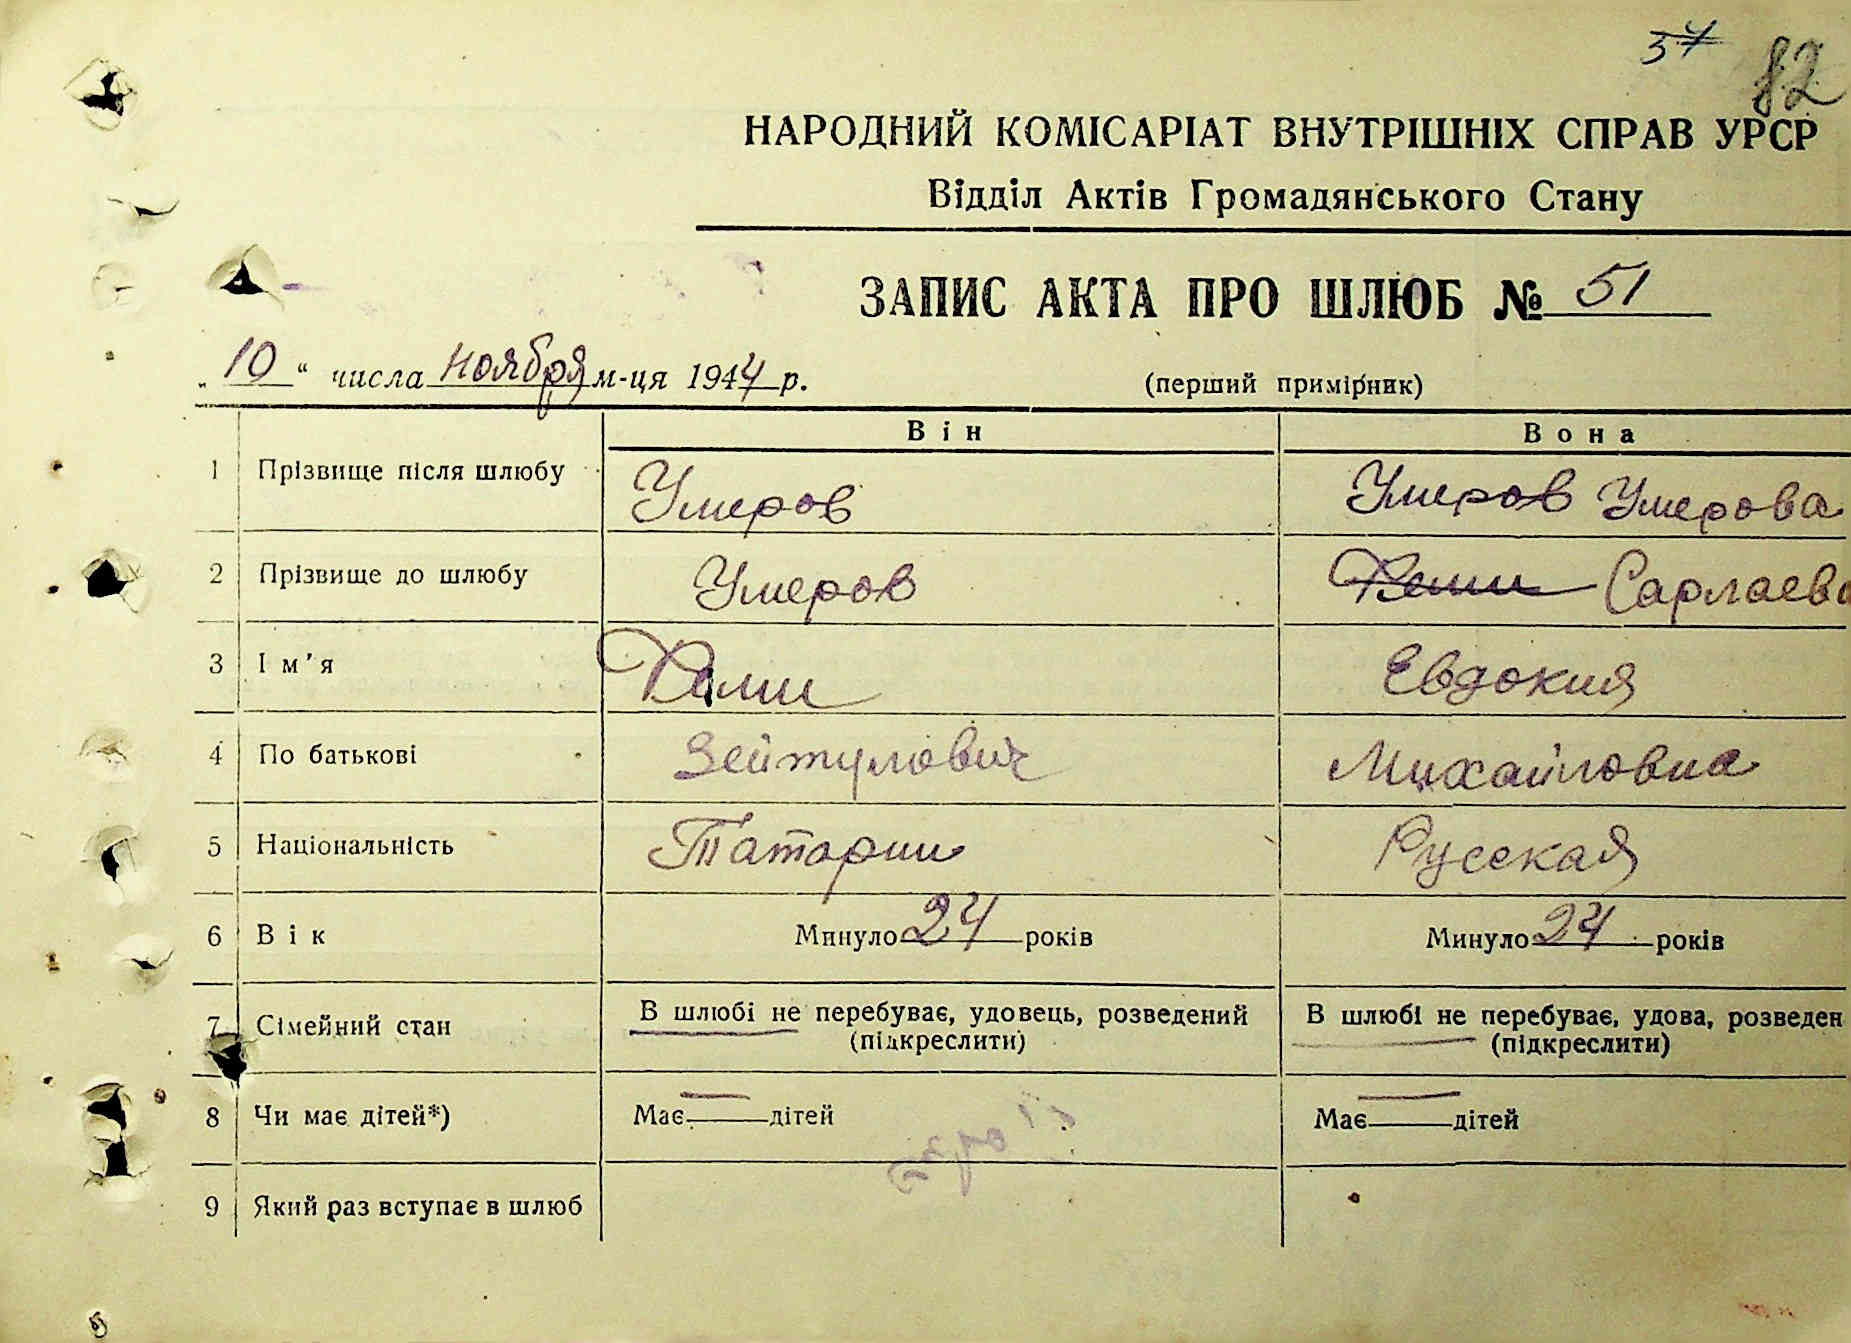 37 82
НАРОДНИЙ КОМІСАРІАТ ВНУТРІШНІХ СПРАВ УРСР
Відділ Актів Громадянського Стану
ЗАПИС АКТА ПРО ШЛЮБ № 51
„10“ числа ноября м-ця 1944 р. (перший примірник)
Він Вона
1 Прізвище після шлюбу Умеров Умеров Умерова
2 Прізвище до шлюбу Умеров Сарлаева
3 Ім'я Евдокия
4 По батькові Зейтулович Михайловна
5 Національність Татарин Русская
6 Вік Минуло 24 років Минуло 24 років
7 Сімейний стан В шлюбі не перебуває, удовець, розведений В шлюбі не перебуває, удова, розведен
(підкреслити) (підкреслити)
8 Чи має дітей*) Має — дітей Має — дітей
9 Який раз вступає в шлюб